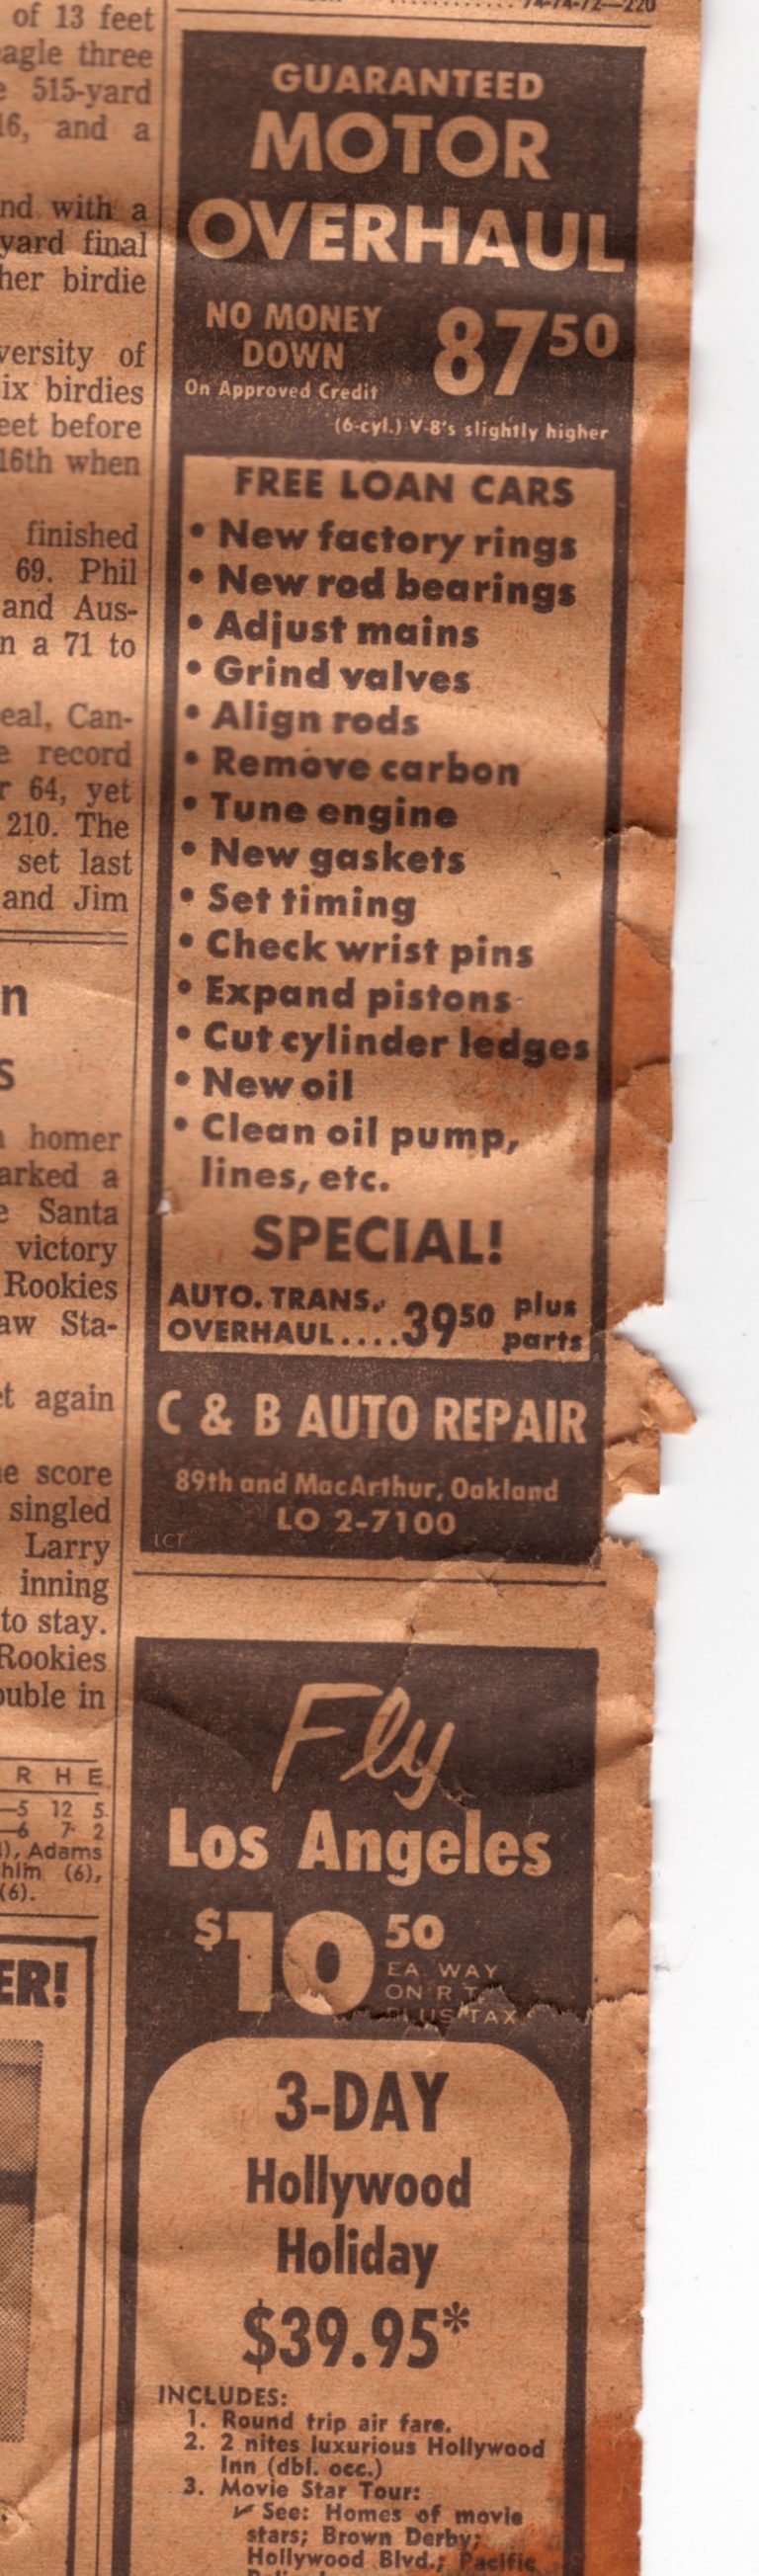 of 13 feet
eagle three
515-yard
16, and a
nd with a
yard final
her birdie
versity of
ix birdies
eet before
16th when
finished
69. Phil
and Aus-
n a 71 to
eal, Can-
e record
r 64, yet
210. The
set last
and Jim
n
s
homer
arked a
e Santa
victory
Rookies
aw Sta-
et again
e score
singled
Larry
inning
to stay.
Rookies
ouble in
R H E
—5 12 5
—6 7 2
), Adams
hlm (6),
(6).
ER!
74-74-72—220
GUARANTEED
MOTOR
OVERHAUL
NO MONEY
DOWN
On Approved Credit
87 50
(6-cyl.) V-8's slightly higher
FREE LOAN CARS
• New factory rings
• New rod bearings
• Adjust mains
• Grind valves
• Align rods
• Remove carbon
• Tune engine
• New gaskets
• Set timing
• Check wrist pins
• Expand pistons
• Cut cylinder ledges
• New oil
• Clean oil pump,
lines, etc.
SPECIAL!
AUTO. TRANS.
OVERHAUL....39 50 plus
parts
C & B AUTO REPAIR
89th and MacArthur, Oakland
LO 2-7100
LCT
Fly
Los Angeles
$10 50
EA. WAY
ON R.T.
PLUS TAX
3-DAY
Hollywood
Holiday
$39.95*
INCLUDES:
1. Round trip air fare.
2. 2 nites luxurious Hollywood
Inn (dbl. occ.)
3. Movie Star Tour:
✔ See: Homes of movie
stars; Brown Derby;
Hollywood Blvd.; Pacific